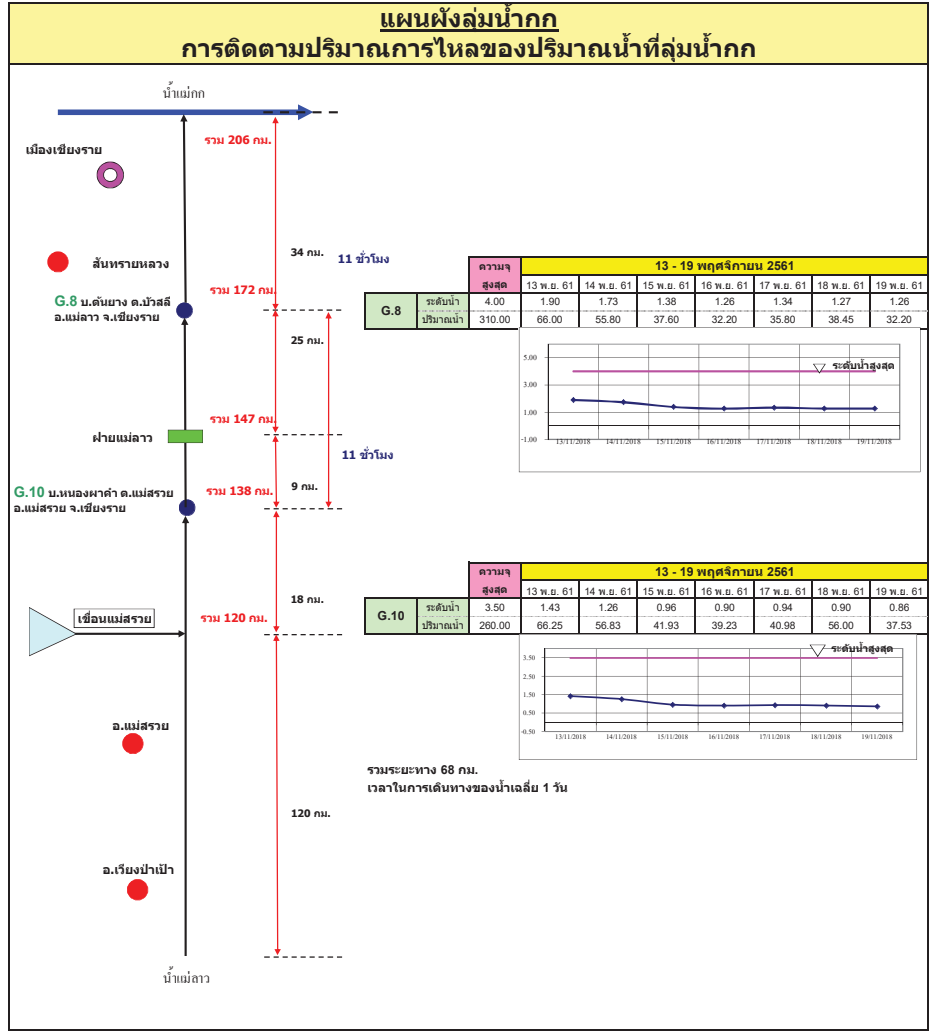 แผนผังลุ่มน้ำกก
การติดตามปริมาณการไหลของปริมาณน้ำที่ลุ่มน้ำกก
น้ำแม่กก
รวม 206 กม.
เมืองเชียงราย
34 กม.
11 ชั่วโมง
สันทรายหลวง
รวม 172 กม.
G.8 บ.ต้นยาง ต.บัวสลี
อ.แม่ลาว จ.เชียงราย
25 กม.
รวม 147 กม.
ฝายแม่ลาว
11 ชั่วโมง
9 กม.
รวม 138 กม.
G.10 บ.หนองผาคำ ต.แม่สรวย
อ.แม่สรวย จ.เชียงราย
18 กม.
เขื่อนแม่สรวย
รวม 120 กม.
อ.แม่สรวย
120 กม.
อ.เวียงป่าเป้า
น้ำแม่ลาว
ความจุ 13 - 19 พฤศจิกายน 2561
สูงสุด 13 พ.ย. 61 14 พ.ย. 61 15 พ.ย. 61 16 พ.ย. 61 17 พ.ย. 61 18 พ.ย. 61 19 พ.ย. 61
G.8 ระดับน้ำ 4.00 1.90 1.73 1.38 1.26 1.34 1.27 1.26
ปริมาณน้ำ 310.00 66.00 55.80 37.60 32.20 35.80 38.45 32.20
ระดับน้ำสูงสุด
5.00
3.00
1.00
-1.00
13/11/2018 14/11/2018 15/11/2018 16/11/2018 17/11/2018 18/11/2018 19/11/2018
ความจุ 13 - 19 พฤศจิกายน 2561
สูงสุด 13 พ.ย. 61 14 พ.ย. 61 15 พ.ย. 61 16 พ.ย. 61 17 พ.ย. 61 18 พ.ย. 61 19 พ.ย. 61
G.10 ระดับน้ำ 3.50 1.43 1.26 0.96 0.90 0.94 0.90 0.86
ปริมาณน้ำ 260.00 66.25 56.83 41.93 39.23 40.98 56.00 37.53
ระดับน้ำสูงสุด
3.50
2.50
1.50
0.50
-0.50
13/11/2018 14/11/2018 15/11/2018 16/11/2018 17/11/2018 18/11/2018 19/11/2018
รวมระยะทาง 68 กม.
เวลาในการเดินทางของน้ำเฉลี่ย 1 วัน